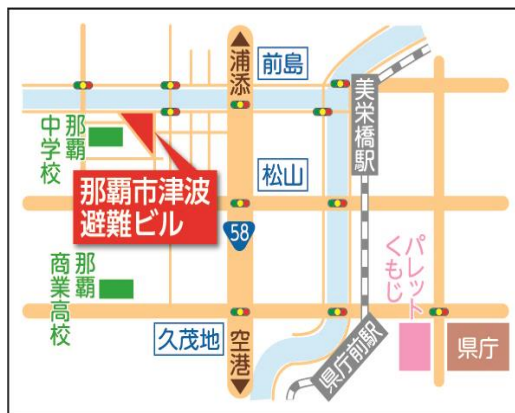 浦添
前島
美栄橋駅
那覇
中学校
松山
那覇市津波
避難ビル
58
那覇
商業高校
パレット
くもじ
久茂地
空港
県庁前駅
県庁